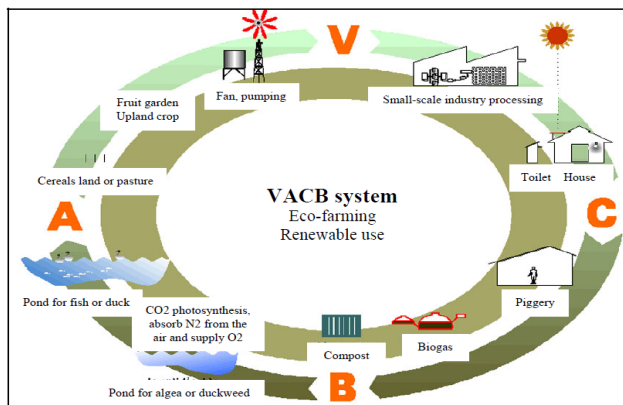 V
Fruit garden
Upland crop
Fan, pumping
Small-scale industry processing
Cereals land or pasture
Toilet House
VACB system
Eco-farming
Renewable use
A
C
Pond for fish or duck
Piggery
CO2 photosynthesis,
absorb N2 from the
air and supply O2
Compost
Biogas
Pond for algea or duckweed
B